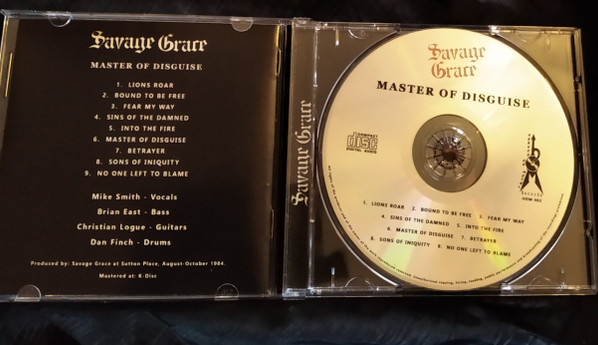 Savage Grace
MASTER OF DISGUISE
1. LIONS ROAR
2. BOUND TO BE FREE
3. FEAR MY WAY
4. SINS OF THE DAMNED
5. INTO THE FIRE
6. MASTER OF DISGUISE
7. BETRAYER
8. SONS OF INIQUITY
9. NO ONE LEFT TO BLAME
Mike Smith - Vocals
Brian East - Bass
Christian Logue - Guitars
Dan Finch - Drums
Produced by: Savage Grace at Sutton Place, August-October 1984.
Mastered at: K-Disc
Savage Grace
Savage
Grace
MASTER OF DISGUISE
COMPACT
DISC
DIGITAL AUDIO
1. LIONS ROAR 2. BOUND TO BE FREE 3. FEAR MY WAY
4. SINS OF THE DAMNED 5. INTO THE FIRE
6. MASTER OF DISGUISE 7. BETRAYER
8. SONS OF INIQUITY 9. NO ONE LEFT TO BLAME